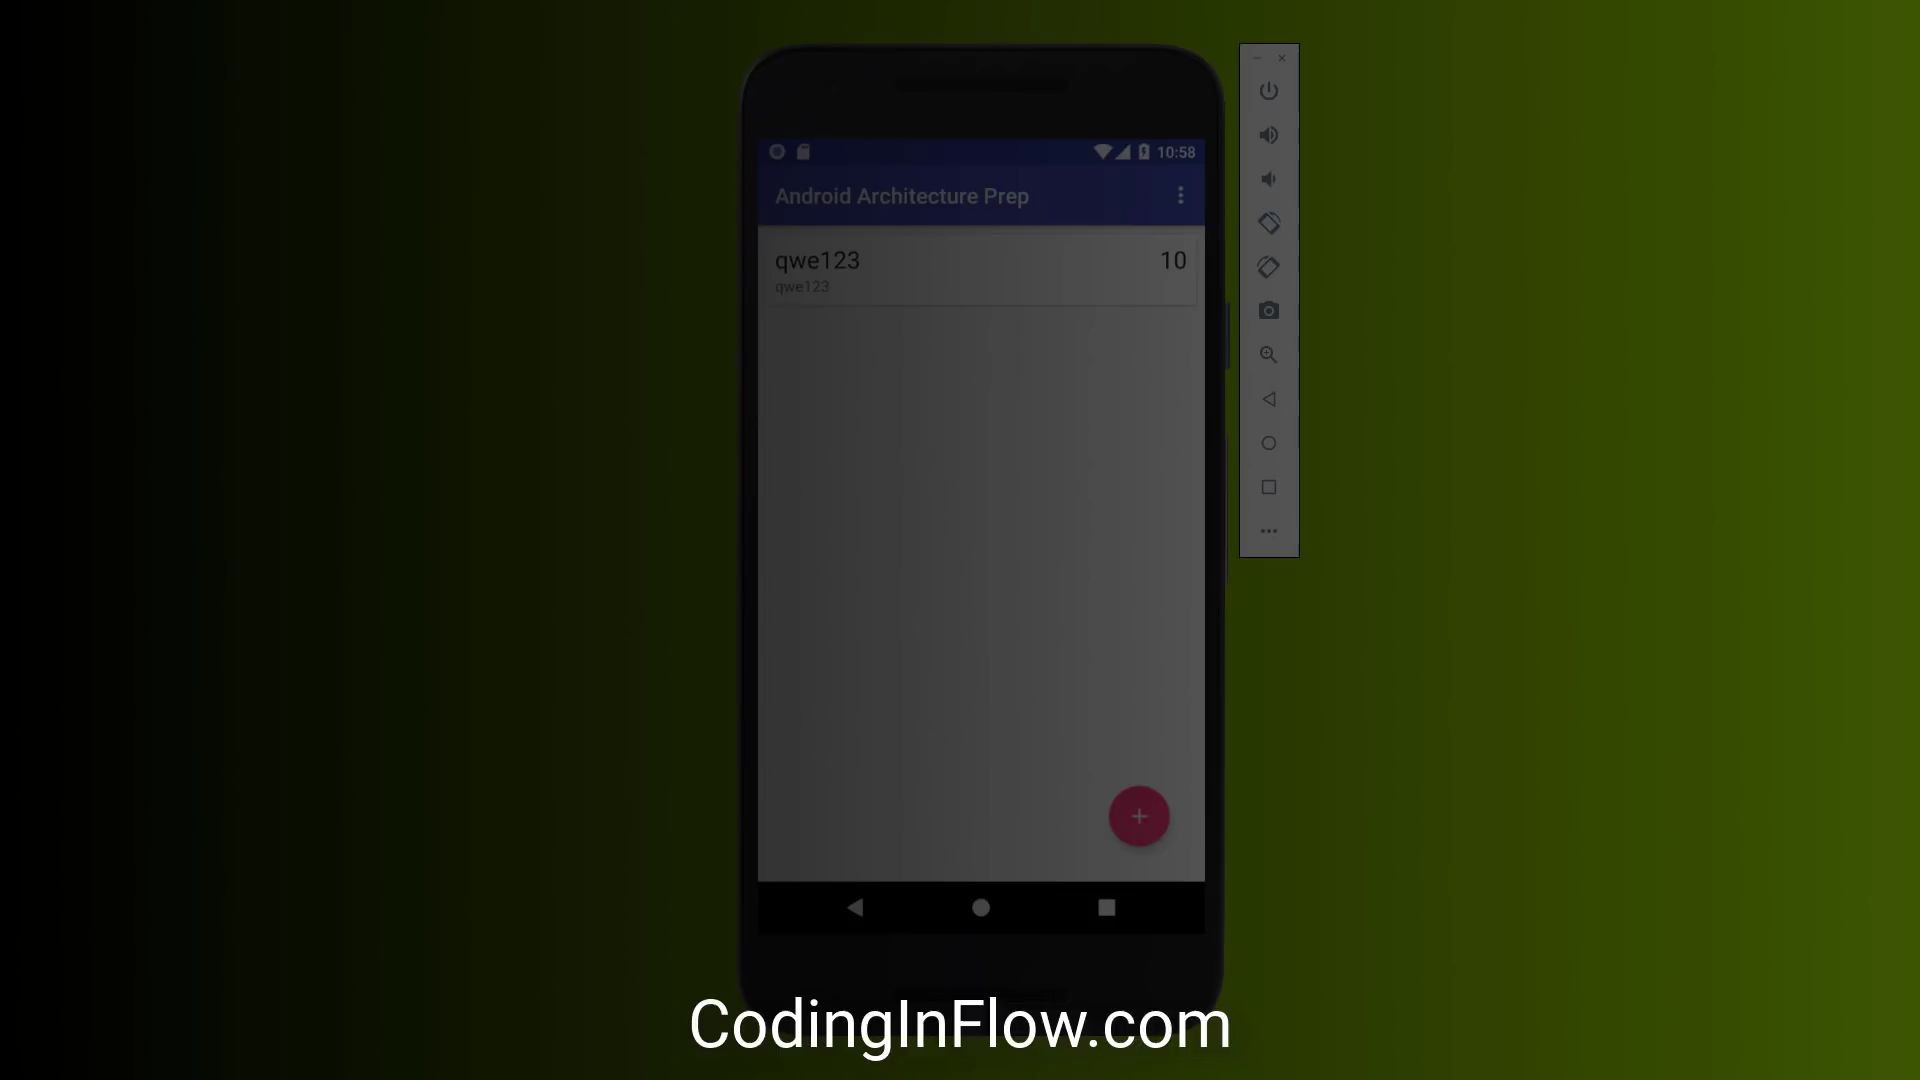 10:58
Android Architecture Prep
qwe123 10
qwe123
CodingInFlow.com